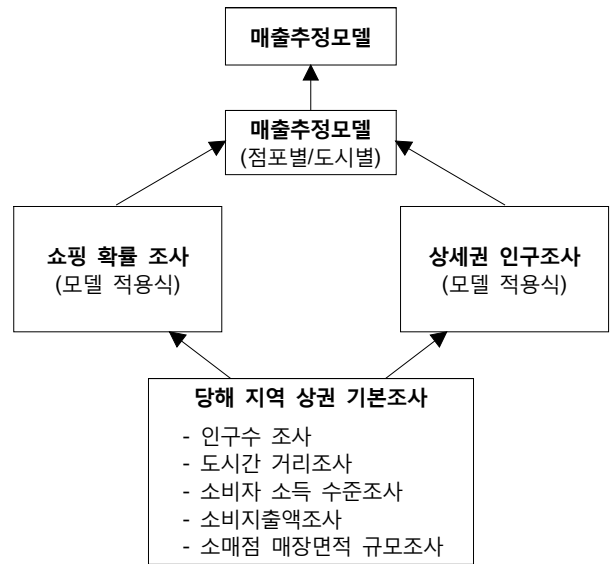 매출추정모델
매출추정모델
(점포별/도시별)
쇼핑 확률 조사
(모델 적용식)
상세권 인구조사
(모델 적용식)
당해 지역 상권 기본조사
- 인구수 조사
- 도시간 거리조사
- 소비자 소득 수준조사
- 소비지출액조사
- 소매점 매장면적 규모조사